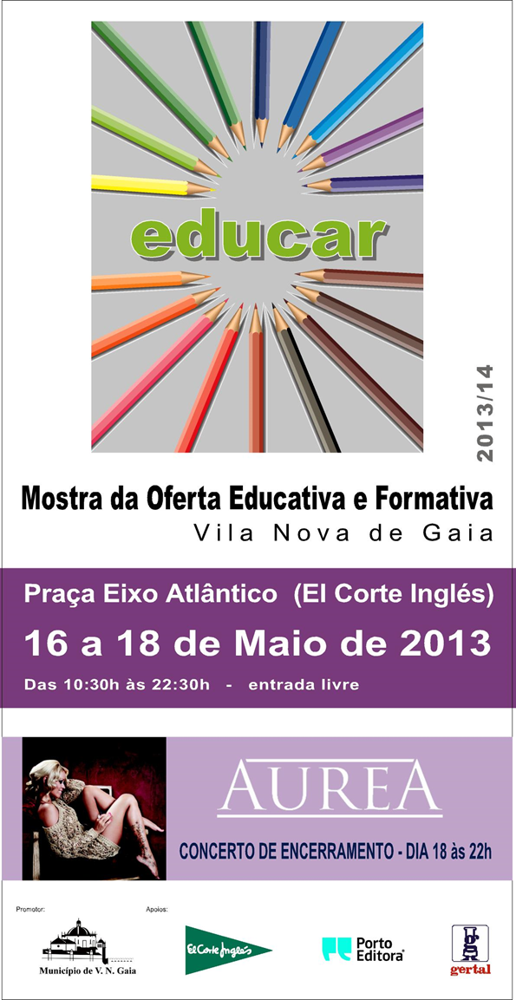 educar
2013/14
Mostra da Oferta Educativa e Formativa
Vila Nova de Gaia
Praça Eixo Atlântico (El Corte Inglés)
16 a 18 de Maio de 2013
Das 10:30h às 22:30h - entrada livre
AUREA
CONCERTO DE ENCERRAMENTO - DIA 18 às 22h
Promotor:
Apoios:
Município de V. N. Gaia
El Corte Inglés
Porto
Editora
gertal